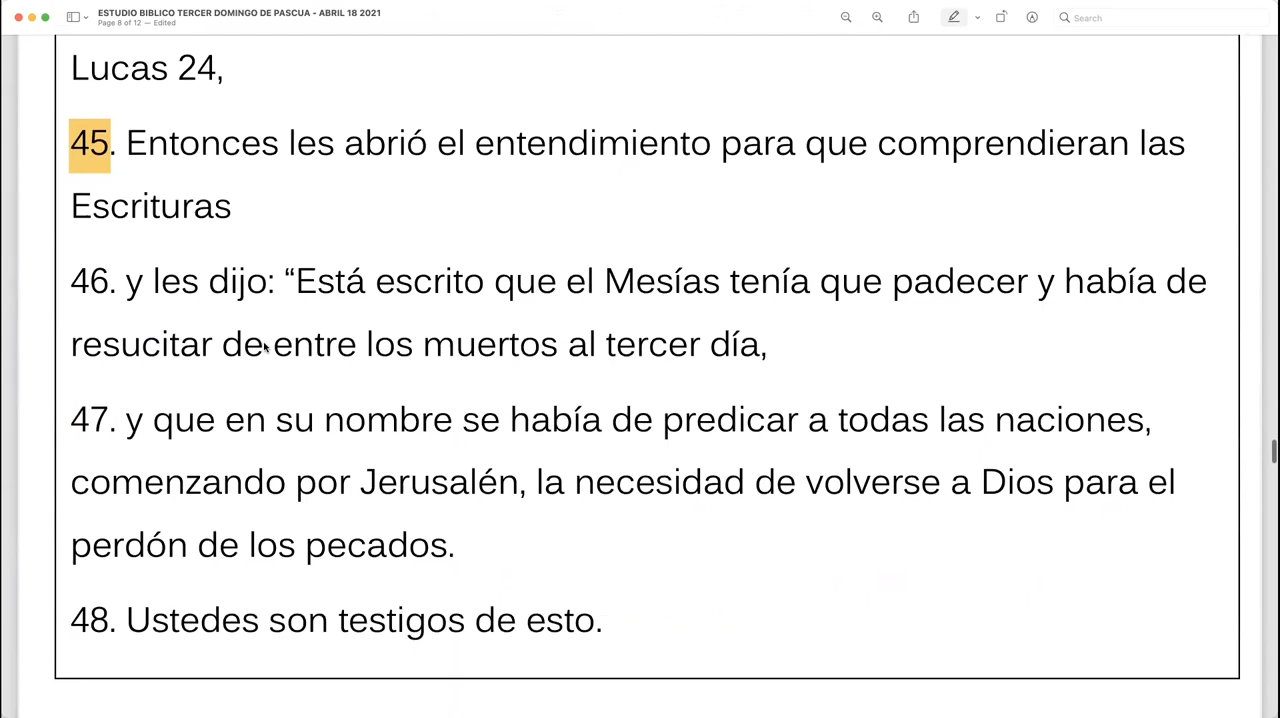 ESTUDIO BIBLICO TERCER DOMINGO DE PASCUA - ABRIL 18 2021
Page 8 of 12 — Edited
Search
Lucas 24,
45. Entonces les abrió el entendimiento para que comprendieran las
Escrituras
46. y les dijo: “Está escrito que el Mesías tenía que padecer y había de
resucitar de entre los muertos al tercer día,
47. y que en su nombre se había de predicar a todas las naciones,
comenzando por Jerusalén, la necesidad de volverse a Dios para el
perdón de los pecados.
48. Ustedes son testigos de esto.